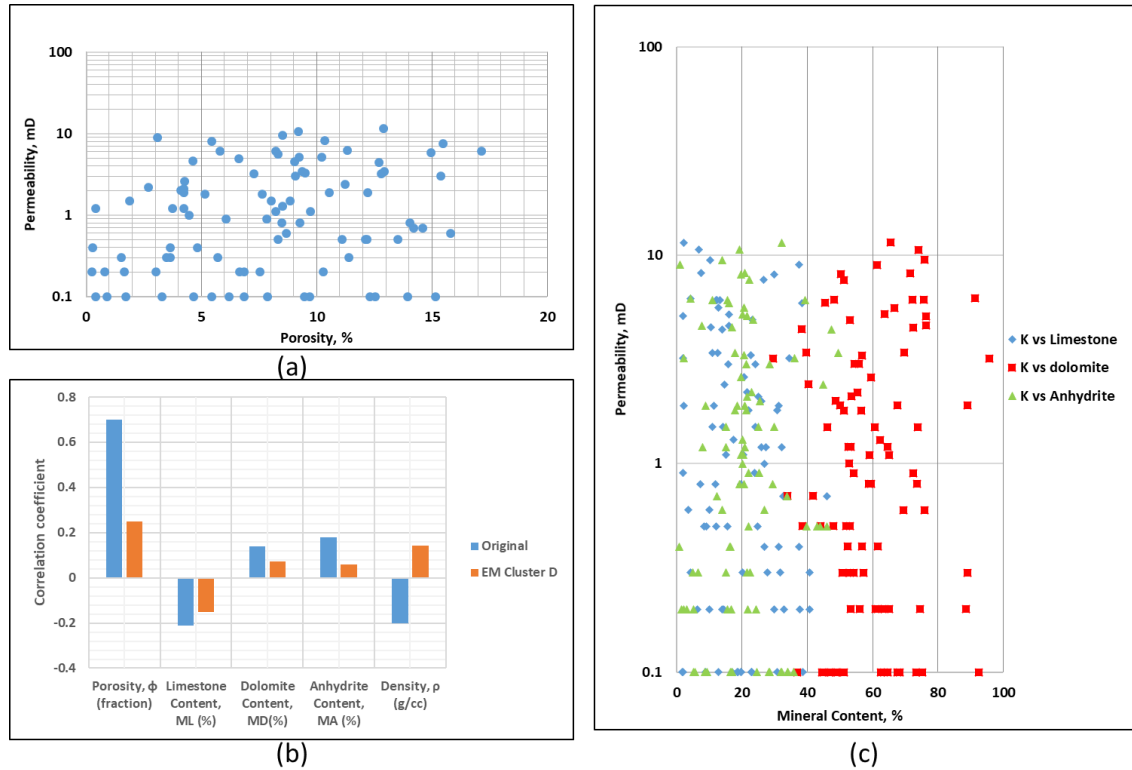 100
10
1
0.1
Permeability, mD
0
5
10
15
20
Porosity, %
(a)
0.8
0.6
0.4
0.2
0
-0.2
-0.4
Correlation coefficient
Original
EM Cluster D
Porosity, ϕ
(fraction)
Limestone
Content,
ML (%)
Dolomite
Content,
MD(%)
Anhydrite
Content,
MA (%)
Density, ρ
(g/cc)
(b)
100
10
1
0.1
Permeability, mD
0
20
40
60
80
100
Mineral Content, %
K vs Limestone
K vs dolomite
K vs Anhydrite
(c)